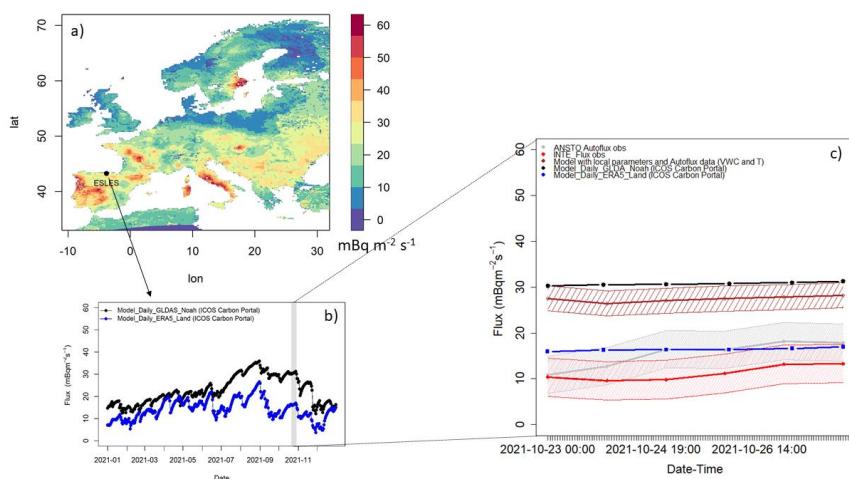 a)
70
60
50
40
lat
-10
0
10
20
30
lon
ESLES
60
50
40
30
20
10
0
mBq m⁻² s⁻¹
b)
Model_Daily_GLDAS_Noah (ICOS Carbon Portal)
Model_Daily_ERA5_Land (ICOS Carbon Portal)
60
50
40
30
20
10
0
Flux (mBqm⁻²s⁻¹)
2021-01
2021-03
2021-05
2021-07
2021-09
2021-11
Date
c)
ANSTO Autoflux obs
INTE_Flux obs
Model with local parameters and Autoflux data (VWC and T)
Model_Daily_GLDA_Noah (ICOS Carbon Portal)
Model_Daily_ERA5_Land (ICOS Carbon Portal)
60
50
40
30
20
10
0
Flux (mBqm⁻²s⁻¹)
2021-10-23 00:00
2021-10-24 19:00
2021-10-26 14:00
Date-Time